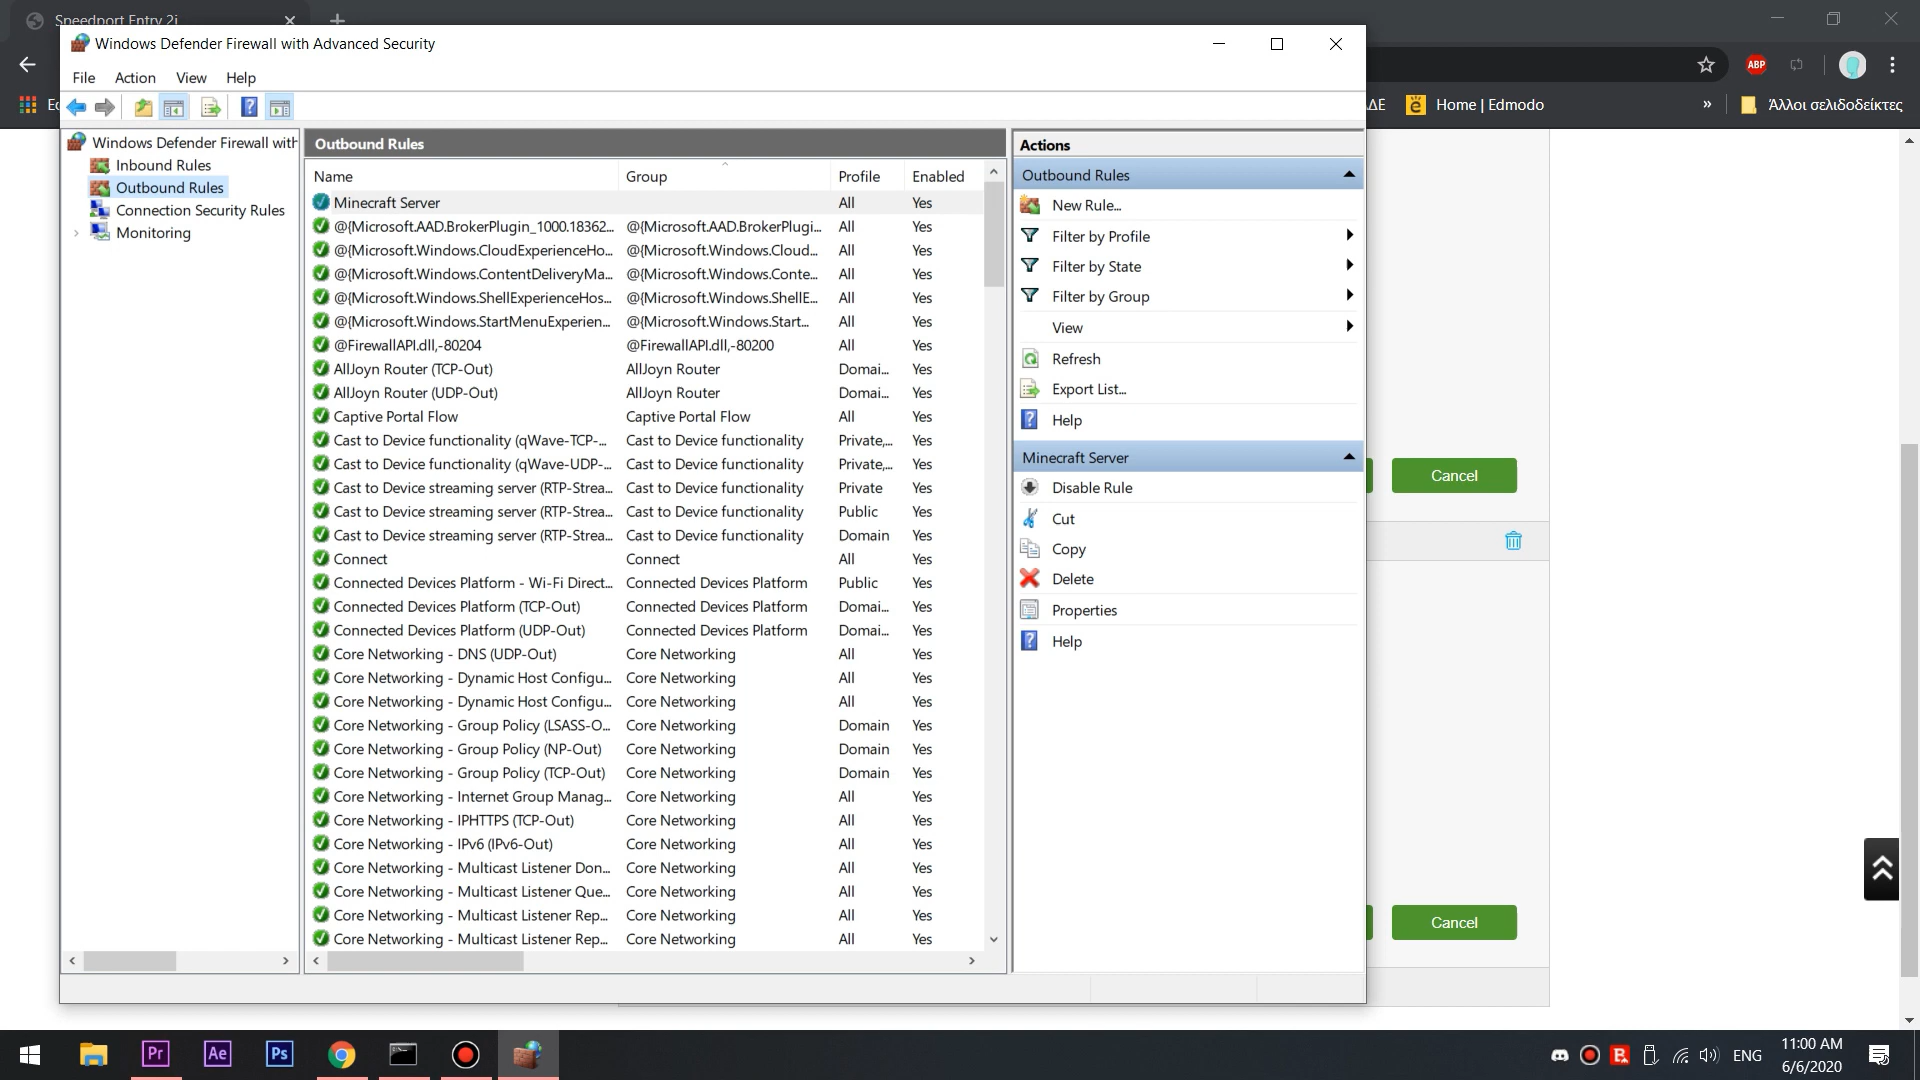 Speedport Entry 2i
Windows Defender Firewall with Advanced Security
File Action View Help
ABP
Home | Edmodo
»
Άλλοι σελιδοδείκτες
Windows Defender Firewall with
Inbound Rules
Outbound Rules
Connection Security Rules
Monitoring
Outbound Rules
Name Group Profile Enabled
Minecraft Server All Yes
@{Microsoft.AAD.BrokerPlugin_1000.18362... @{Microsoft.AAD.BrokerPlugi... All Yes
@{Microsoft.Windows.CloudExperienceHo... @{Microsoft.Windows.Cloud... All Yes
@{Microsoft.Windows.ContentDeliveryMa... @{Microsoft.Windows.Conte... All Yes
@{Microsoft.Windows.ShellExperienceHos... @{Microsoft.Windows.ShellE... All Yes
@{Microsoft.Windows.StartMenuExperien... @{Microsoft.Windows.Start... All Yes
@FirewallAPI.dll,-80204 @FirewallAPI.dll,-80200 All Yes
AllJoyn Router (TCP-Out) AllJoyn Router Domai... Yes
AllJoyn Router (UDP-Out) AllJoyn Router Domai... Yes
Captive Portal Flow Captive Portal Flow All Yes
Cast to Device functionality (qWave-TCP-... Cast to Device functionality Private,... Yes
Cast to Device functionality (qWave-UDP-... Cast to Device functionality Private,... Yes
Cast to Device streaming server (RTP-Strea... Cast to Device functionality Private Yes
Cast to Device streaming server (RTP-Strea... Cast to Device functionality Public Yes
Cast to Device streaming server (RTP-Strea... Cast to Device functionality Domain Yes
Connect Connect All Yes
Connected Devices Platform - Wi-Fi Direct... Connected Devices Platform Public Yes
Connected Devices Platform (TCP-Out) Connected Devices Platform Domai... Yes
Connected Devices Platform (UDP-Out) Connected Devices Platform Domai... Yes
Core Networking - DNS (UDP-Out) Core Networking All Yes
Core Networking - Dynamic Host Configu... Core Networking All Yes
Core Networking - Dynamic Host Configu... Core Networking All Yes
Core Networking - Group Policy (LSASS-O... Core Networking Domain Yes
Core Networking - Group Policy (NP-Out) Core Networking Domain Yes
Core Networking - Group Policy (TCP-Out) Core Networking Domain Yes
Core Networking - Internet Group Manag... Core Networking All Yes
Core Networking - IPHTTPS (TCP-Out) Core Networking All Yes
Core Networking - IPv6 (IPv6-Out) Core Networking All Yes
Core Networking - Multicast Listener Don... Core Networking All Yes
Core Networking - Multicast Listener Que... Core Networking All Yes
Core Networking - Multicast Listener Rep... Core Networking All Yes
Core Networking - Multicast Listener Rep... Core Networking All Yes
Actions
Outbound Rules
New Rule...
Filter by Profile
Filter by State
Filter by Group
View
Refresh
Export List...
Help
Minecraft Server
Disable Rule
Cut
Copy
Delete
Properties
Help
Cancel
Cancel
Pr
Ae
Ps
ENG
11:00 AM
6/6/2020